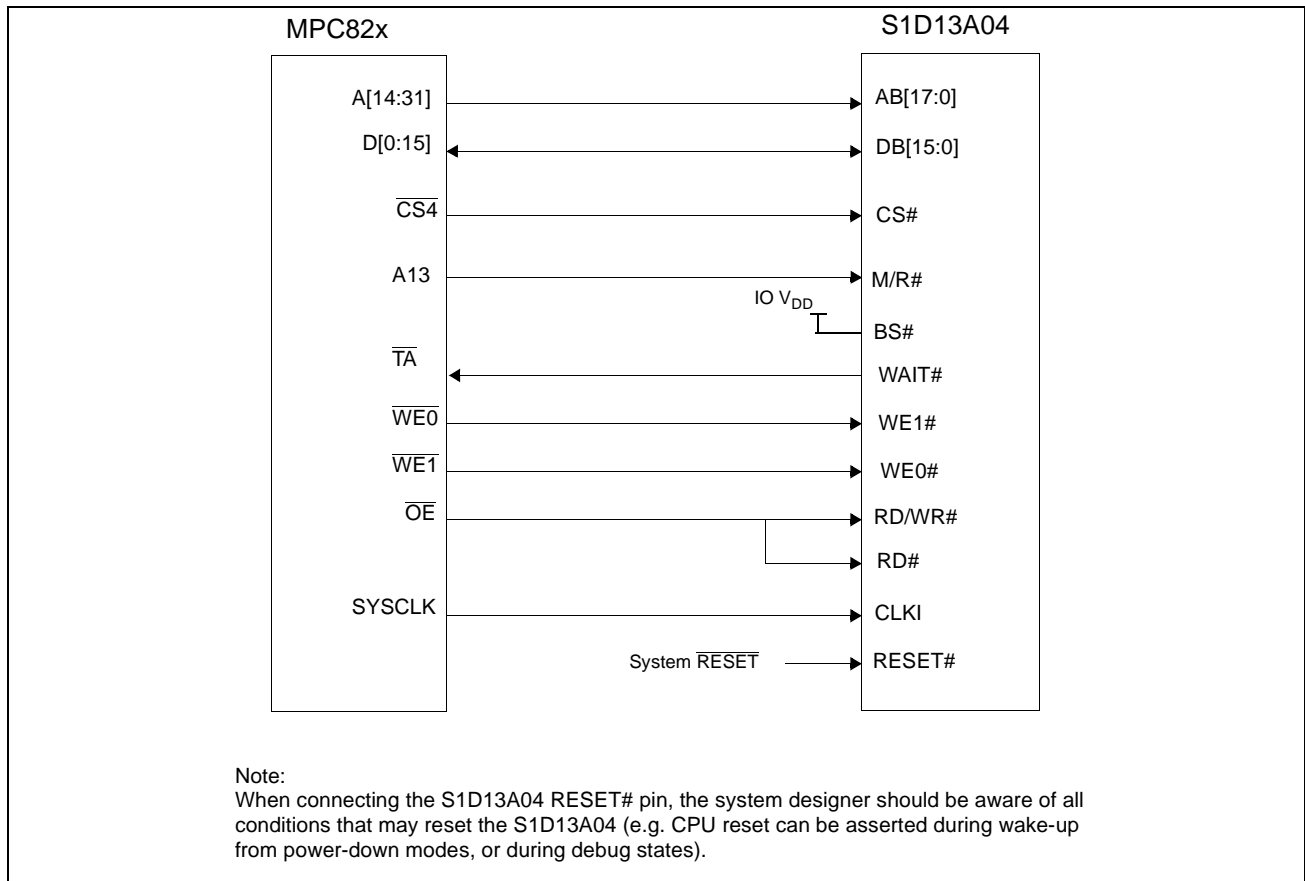 MPC82x S1D13A04
A[14:31] AB[17:0]
D[0:15] DB[15:0]
CS4 CS#
A13 M/R#
IO VDD
BS#
TA WAIT#
WE0 WE1#
WE1 WE0#
OE RD/WR#
RD#
SYSCLK CLKI
System RESET RESET#
Note:
When connecting the S1D13A04 RESET# pin, the system designer should be aware of all
conditions that may reset the S1D13A04 (e.g. CPU reset can be asserted during wake-up
from power-down modes, or during debug states).